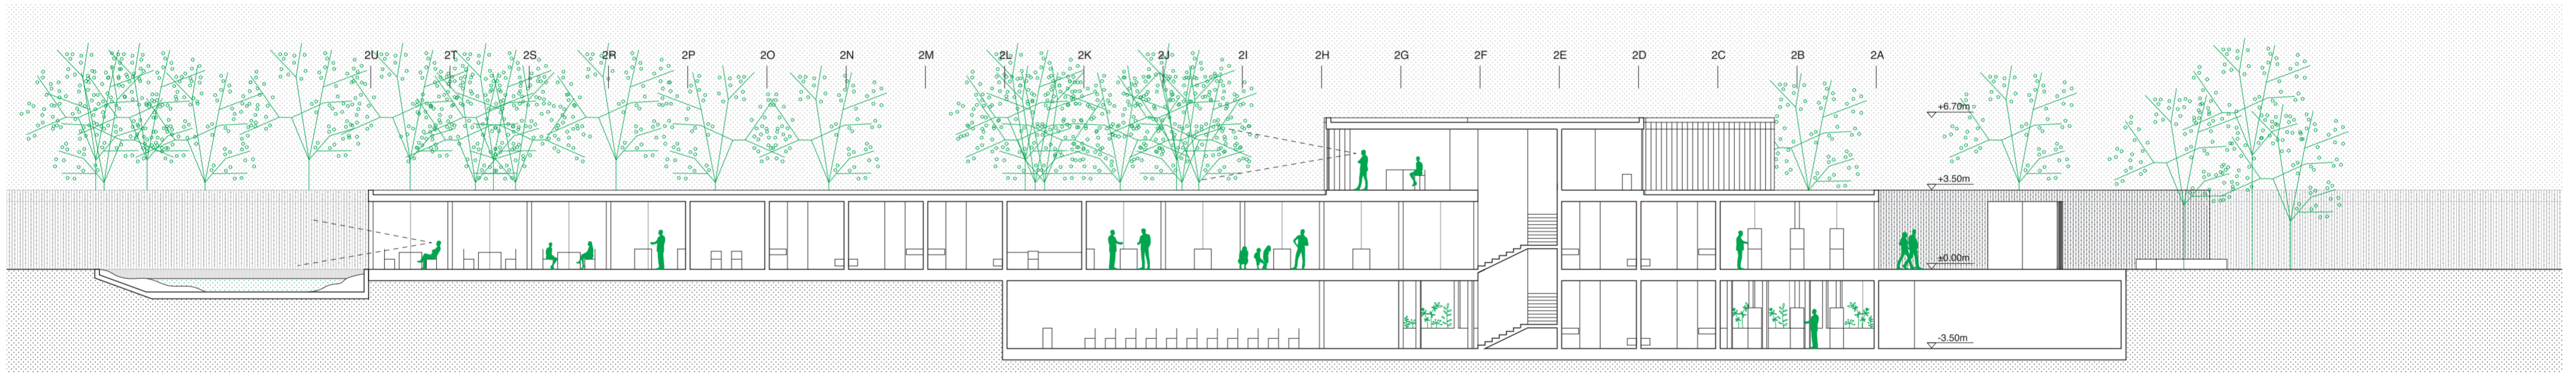 2U 2T 2S 2R 2P 2O 2N 2M 2L 2K 2J 2I 2H 2G 2F 2E 2D 2C 2B 2A
+6.70m
+3.50m
±0.00m
-3.50m